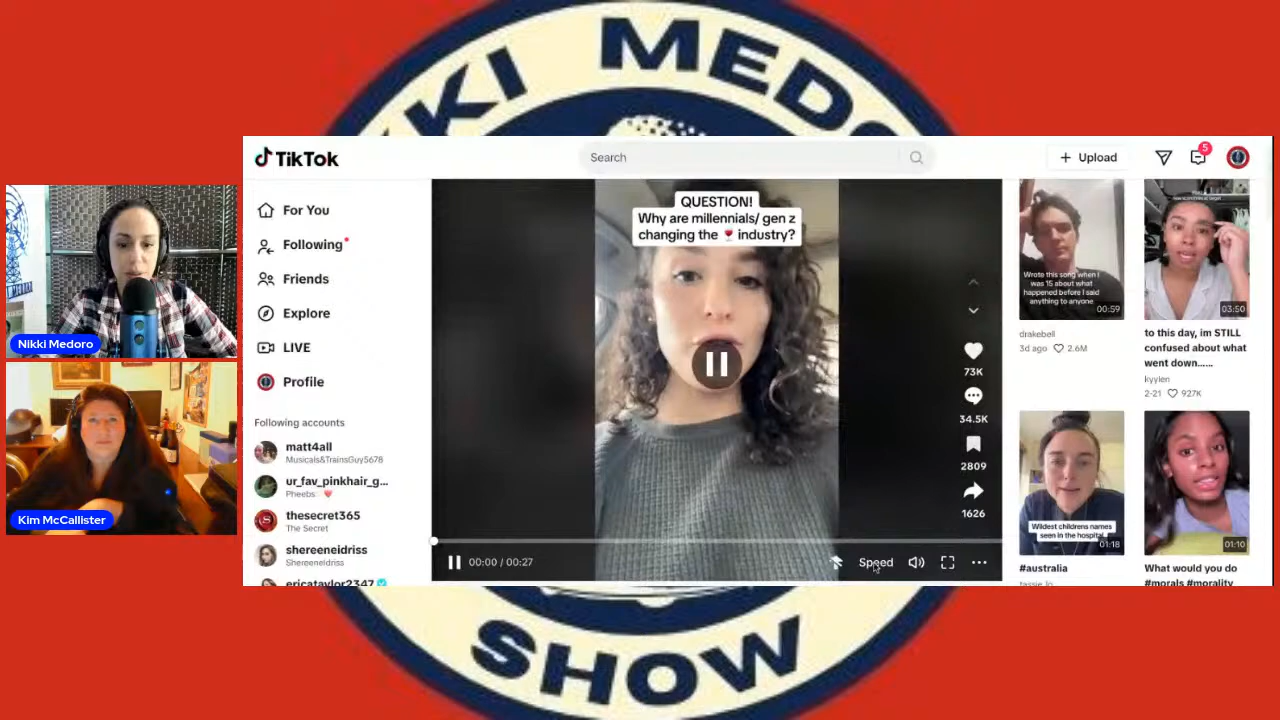 KKI MEDO
SHOW
Nikki Medoro
Kim McCallister
TikTok
Search
+ Upload
5
For You
Following
Friends
Explore
LIVE
Profile
Following accounts
matt4all
Musicals&TrainsGuy5678
ur_fav_pinkhair_g...
Pheebs
thesecret365
The Secret
shereeneidriss
ShereeneIdriss
ericataylor2347
QUESTION!
Why are millennials/ gen z
changing the 🍷 industry?
73K
34.5K
2809
1626
00:00 / 00:27
Speed
Wrote this song when I
was 15 about what
happened before I said
anything to anyone
00:59
drakebell
3d ago 2.6M
03:50
to this day, im STILL
confused about what
went down......
kyylen
2-21 927K
Wildest childrens names
seen in the hospital
01:18
#australia
tassie.jo
01:10
What would you do
#morals #morality